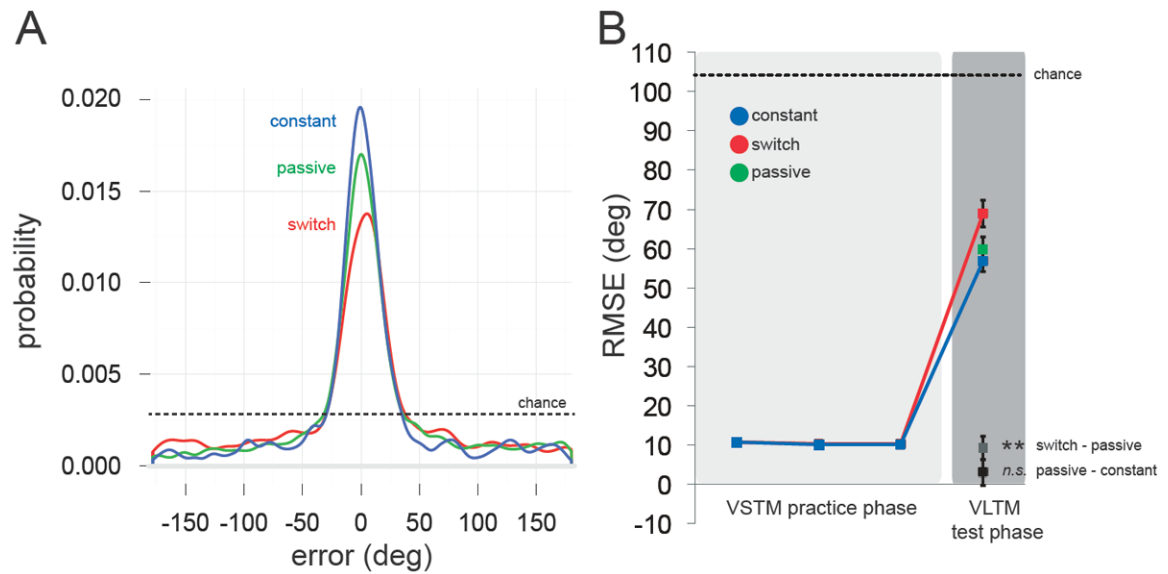 A
0.020
0.015
0.010
0.005
0.000
probability
constant
passive
switch
chance
-150 -100 -50 0 50 100 150
error (deg)
B
110
100
90
80
70
60
50
40
30
20
10
0
-10
RMSE (deg)
chance
constant
switch
passive
** switch - passive
n.s. passive - constant
VSTM practice phase
VLTM
test phase